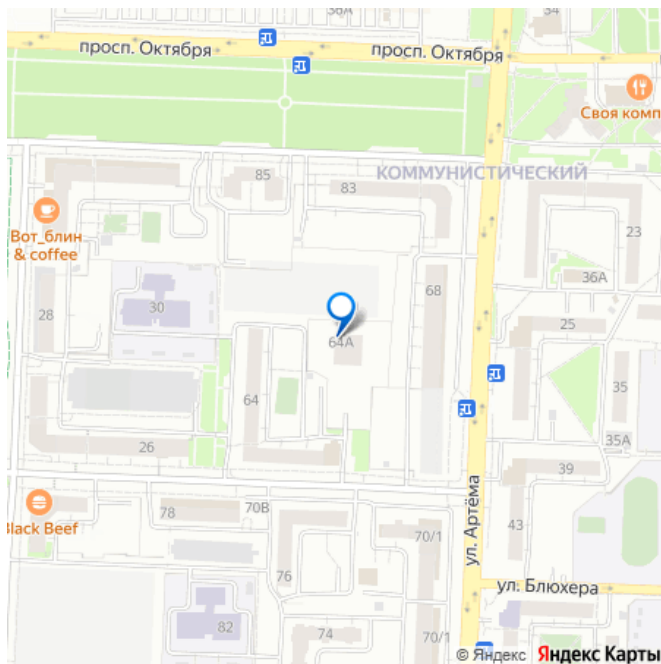 36А
просп. Октября
просп. Октября
Своя комп
КОММУНИСТИЧЕСКИЙ
85
83
23
Вот_блин
& coffee
36А
30
68
28
25
64А
64
35
26
35А
39
Black Beef
78
70В
43
70/1
ул. Артёма
76
ул. Блюхера
82
74
70/1
© Яндекс Яндекс Карты